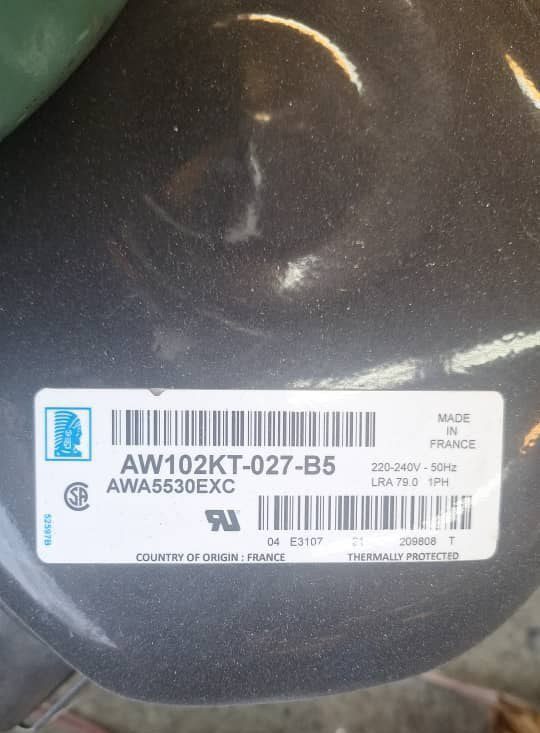 MADE
IN
FRANCE
AW102KT-027-B5
220-240V - 50Hz
AWA5530EXC
LRA 79.0 1PH
04 E3107 21 209808 T
COUNTRY OF ORIGIN : FRANCE
THERMALLY PROTECTED
52597B